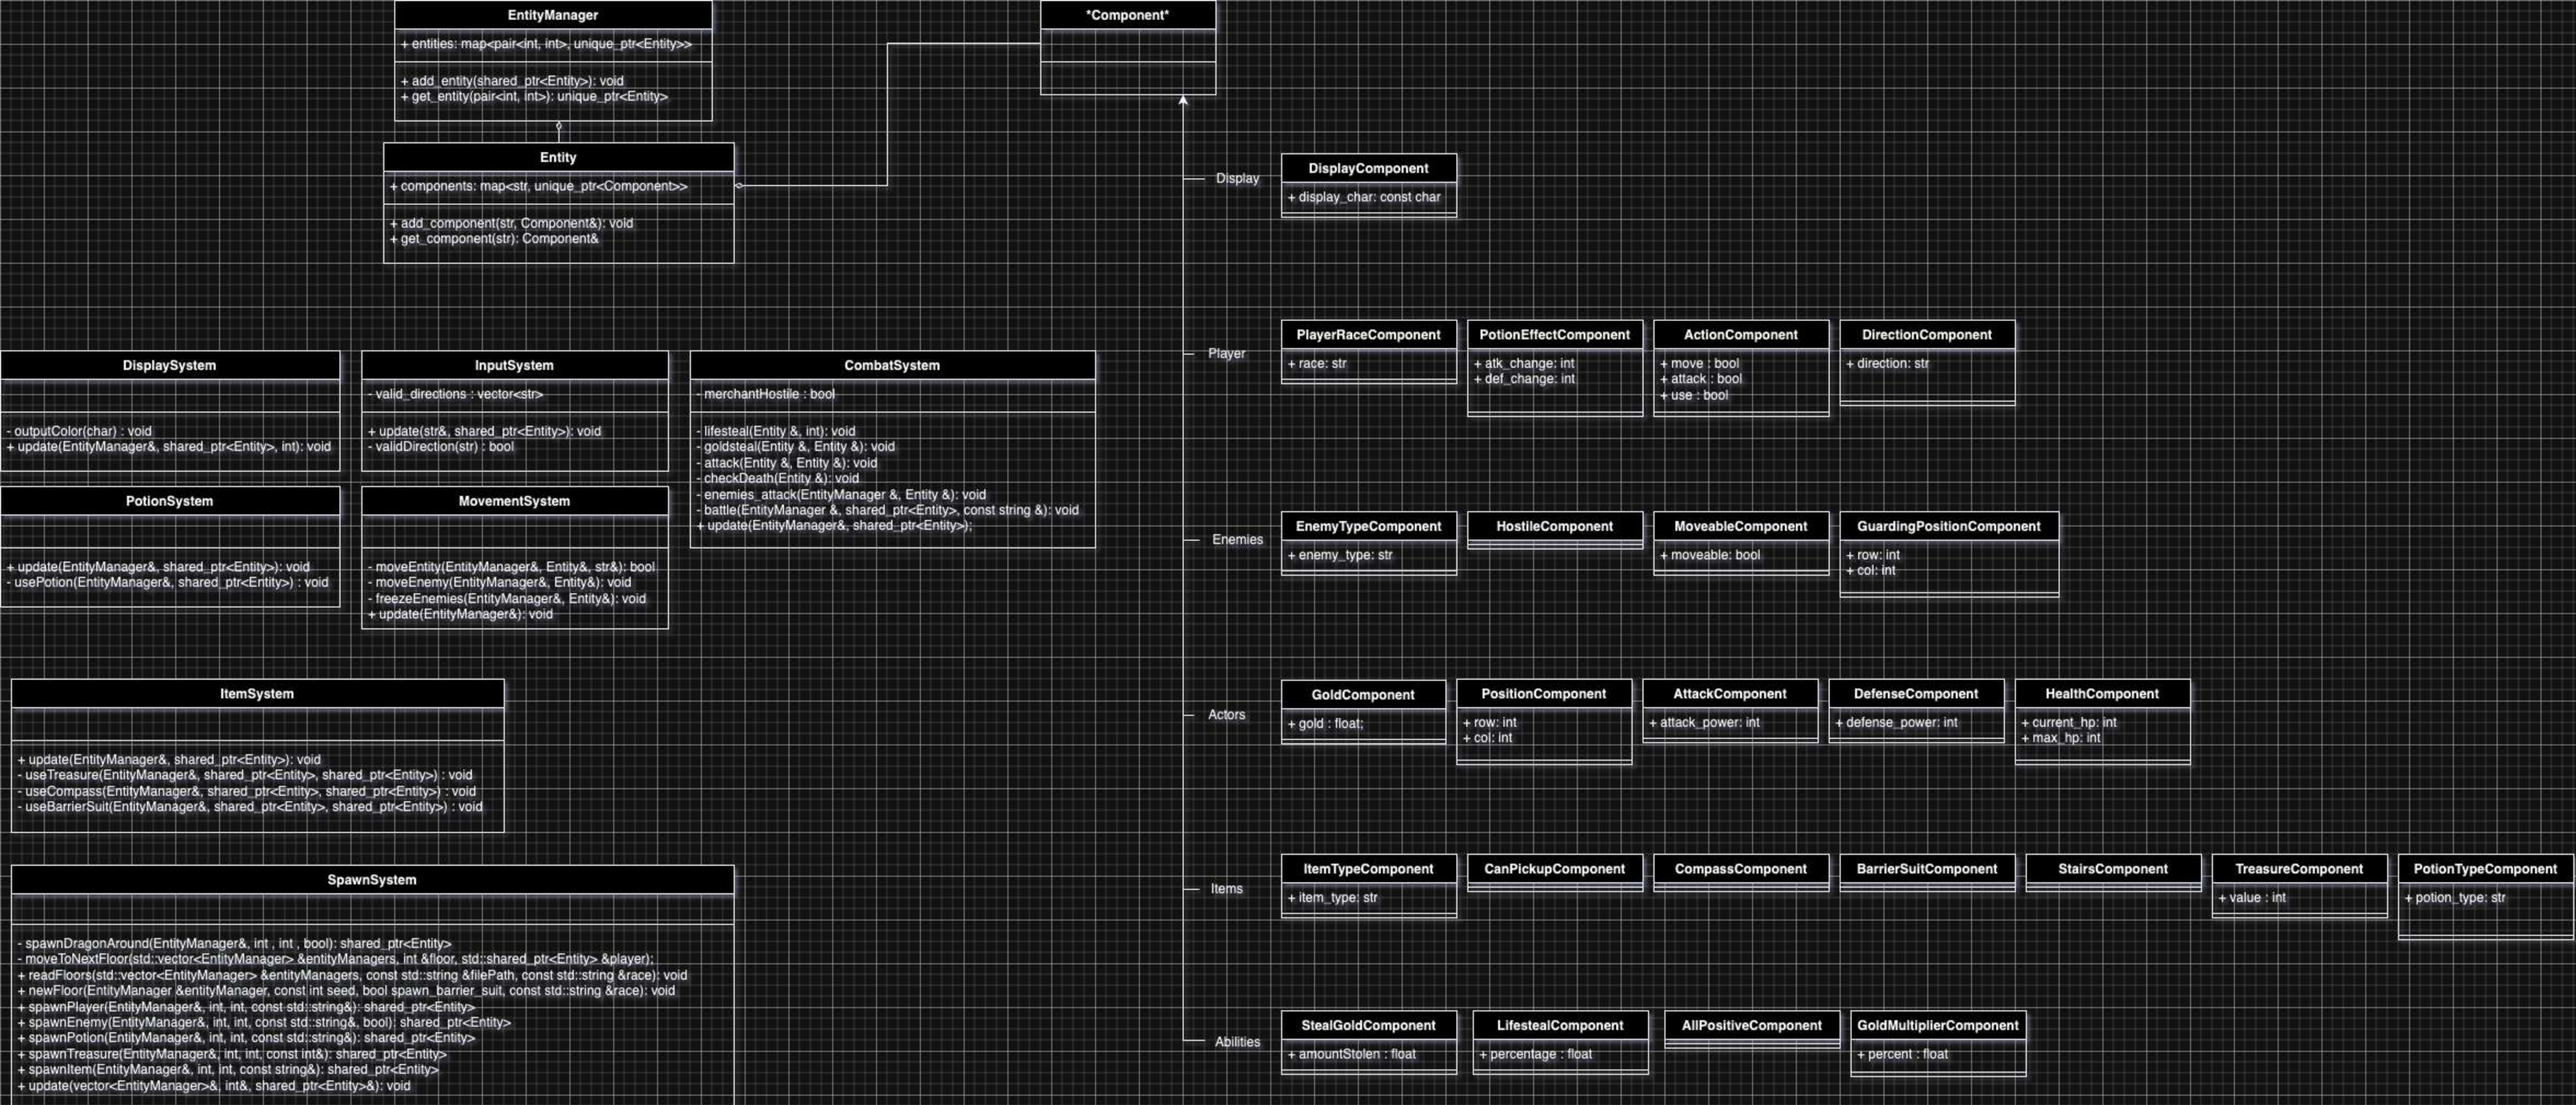 EntityManager
+ entities: map<pair<int, int>, unique_ptr<Entity>>
+ add_entity(shared_ptr<Entity>): void
+ get_entity(pair<int, int>): unique_ptr<Entity>
*Component*
Entity
+ components: map<str, unique_ptr<Component>>
+ add_component(str, Component&): void
+ get_component(str): Component&
Display
DisplayComponent
+ display_char: const char
Player
PlayerRaceComponent
+ race: str
PotionEffectComponent
+ atk_change: int
+ def_change: int
ActionComponent
+ move : bool
+ attack : bool
+ use : bool
DirectionComponent
+ direction: str
DisplaySystem
- outputColor(char) : void
+ update(EntityManager&, shared_ptr<Entity>, int): void
InputSystem
- valid_directions : vector<str>
+ update(str&, shared_ptr<Entity>): void
- validDirection(str) : bool
CombatSystem
- merchantHostile : bool
- lifesteal(Entity &, int): void
- goldsteal(Entity &, Entity &): void
- attack(Entity &, Entity &): void
- checkDeath(Entity &): void
- enemies_attack(EntityManager &, Entity &): void
- battle(EntityManager &, shared_ptr<Entity>, const string &): void
+ update(EntityManager&, shared_ptr<Entity>);
PotionSystem
+ update(EntityManager&, shared_ptr<Entity>): void
- usePotion(EntityManager&, shared_ptr<Entity>) : void
MovementSystem
- moveEntity(EntityManager&, Entity&, str&): bool
- moveEnemy(EntityManager&, Entity&): void
- freezeEnemies(EntityManager&, Entity&): void
+ update(EntityManager&): void
Enemies
EnemyTypeComponent
+ enemy_type: str
HostileComponent
MoveableComponent
+ moveable: bool
GuardingPositionComponent
+ row: int
+ col: int
ItemSystem
+ update(EntityManager&, shared_ptr<Entity>): void
- useTreasure(EntityManager&, shared_ptr<Entity>, shared_ptr<Entity>) : void
- useCompass(EntityManager&, shared_ptr<Entity>, shared_ptr<Entity>) : void
- useBarrierSuit(EntityManager&, shared_ptr<Entity>, shared_ptr<Entity>) : void
Actors
GoldComponent
+ gold : float;
PositionComponent
+ row: int
+ col: int
AttackComponent
+ attack_power: int
DefenseComponent
+ defense_power: int
HealthComponent
+ current_hp: int
+ max_hp: int
Items
ItemTypeComponent
+ item_type: str
CanPickupComponent
CompassComponent
BarrierSuitComponent
StairsComponent
TreasureComponent
+ value : int
PotionTypeComponent
+ potion_type: str
SpawnSystem
- spawnDragonAround(EntityManager&, int , int , bool): shared_ptr<Entity>
- moveToNextFloor(std::vector<EntityManager> &entityManagers, int &floor, std::shared_ptr<Entity> &player);
+ readFloors(std::vector<EntityManager> &entityManagers, const std::string &filePath, const std::string &race): void
+ newFloor(EntityManager &entityManager, const int seed, bool spawn_barrier_suit, const std::string &race): void
+ spawnPlayer(EntityManager&, int, int, const std::string&): shared_ptr<Entity>
+ spawnEnemy(EntityManager&, int, int, const std::string&, bool): shared_ptr<Entity>
+ spawnPotion(EntityManager&, int, int, const std::string&): shared_ptr<Entity>
+ spawnTreasure(EntityManager&, int, int, const int&): shared_ptr<Entity>
+ spawnItem(EntityManager&, int, int, const string&): shared_ptr<Entity>
+ update(vector<EntityManager>&, int&, shared_ptr<Entity>&): void
Abilities
StealGoldComponent
+ amountStolen : float
LifestealComponent
+ percentage : float
AllPositiveComponent
GoldMultiplierComponent
+ percent : float